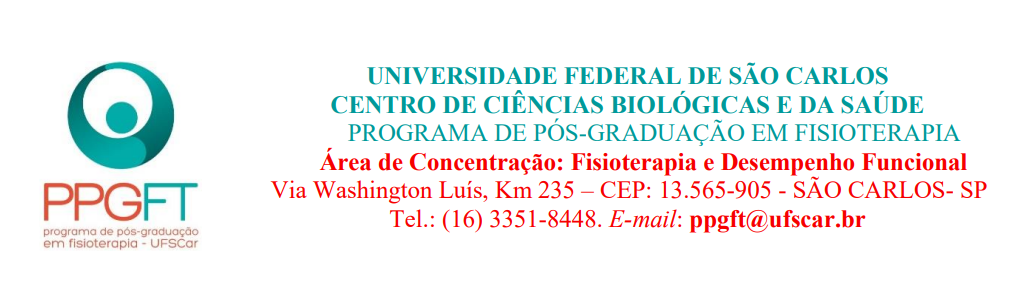 PPGFT
programa de pós-graduação
em fisioterapia - UFSCar
UNIVERSIDADE FEDERAL DE SÃO CARLOS
CENTRO DE CIÊNCIAS BIOLÓGICAS E DA SAÚDE
PROGRAMA DE PÓS-GRADUAÇÃO EM FISIOTERAPIA
Área de Concentração: Fisioterapia e Desempenho Funcional
Via Washington Luís, Km 235 – CEP: 13.565-905 - SÃO CARLOS- SP
Tel.: (16) 3351-8448. E-mail: ppgft@ufscar.br